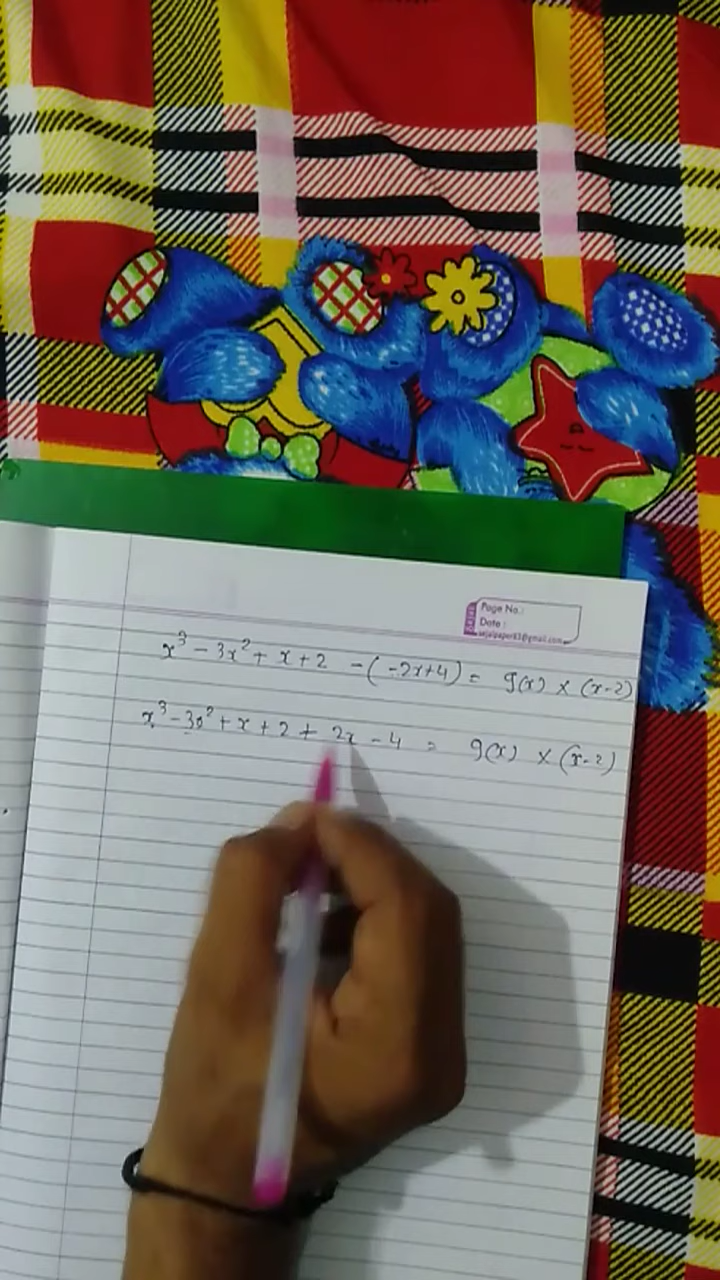 Page No.:
Date:
x³ - 3x² + x + 2 - (-2x+4) = g(x) × (x-2)
x³ - 3x² + x + 2 + 2x - 4 = g(x) × (x-2)